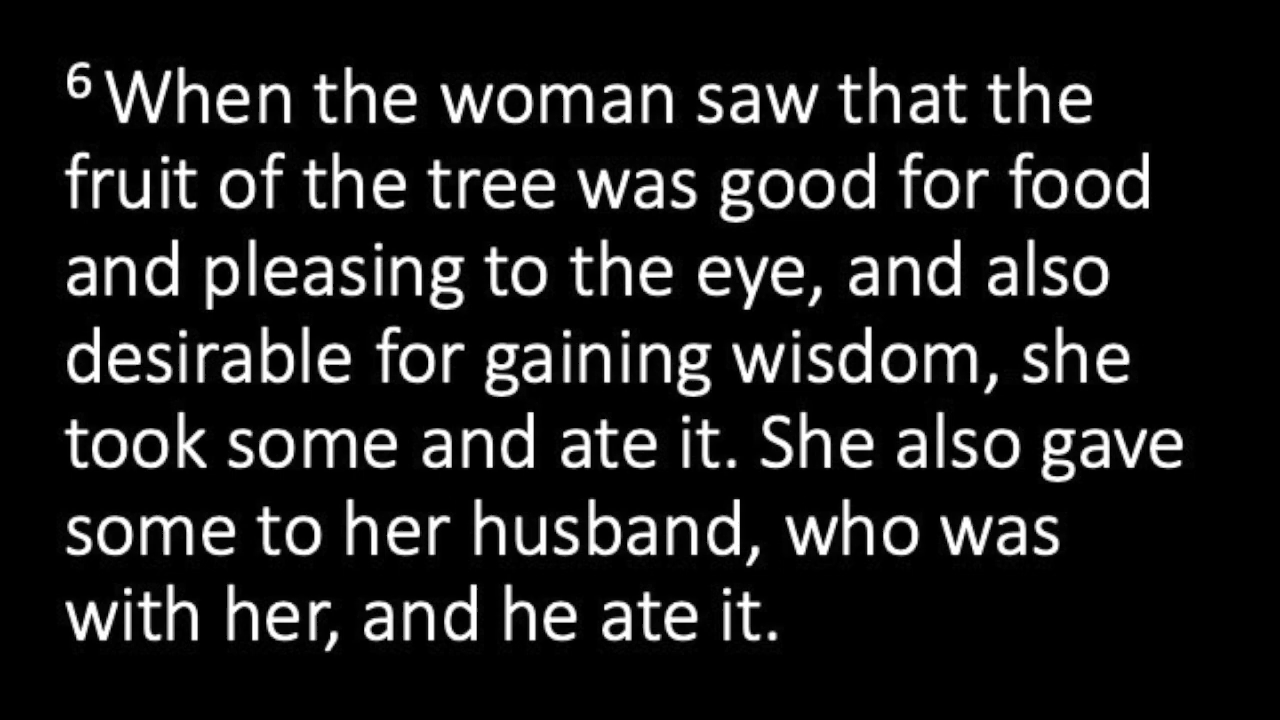 6 When the woman saw that the
fruit of the tree was good for food
and pleasing to the eye, and also
desirable for gaining wisdom, she
took some and ate it. She also gave
some to her husband, who was
with her, and he ate it.